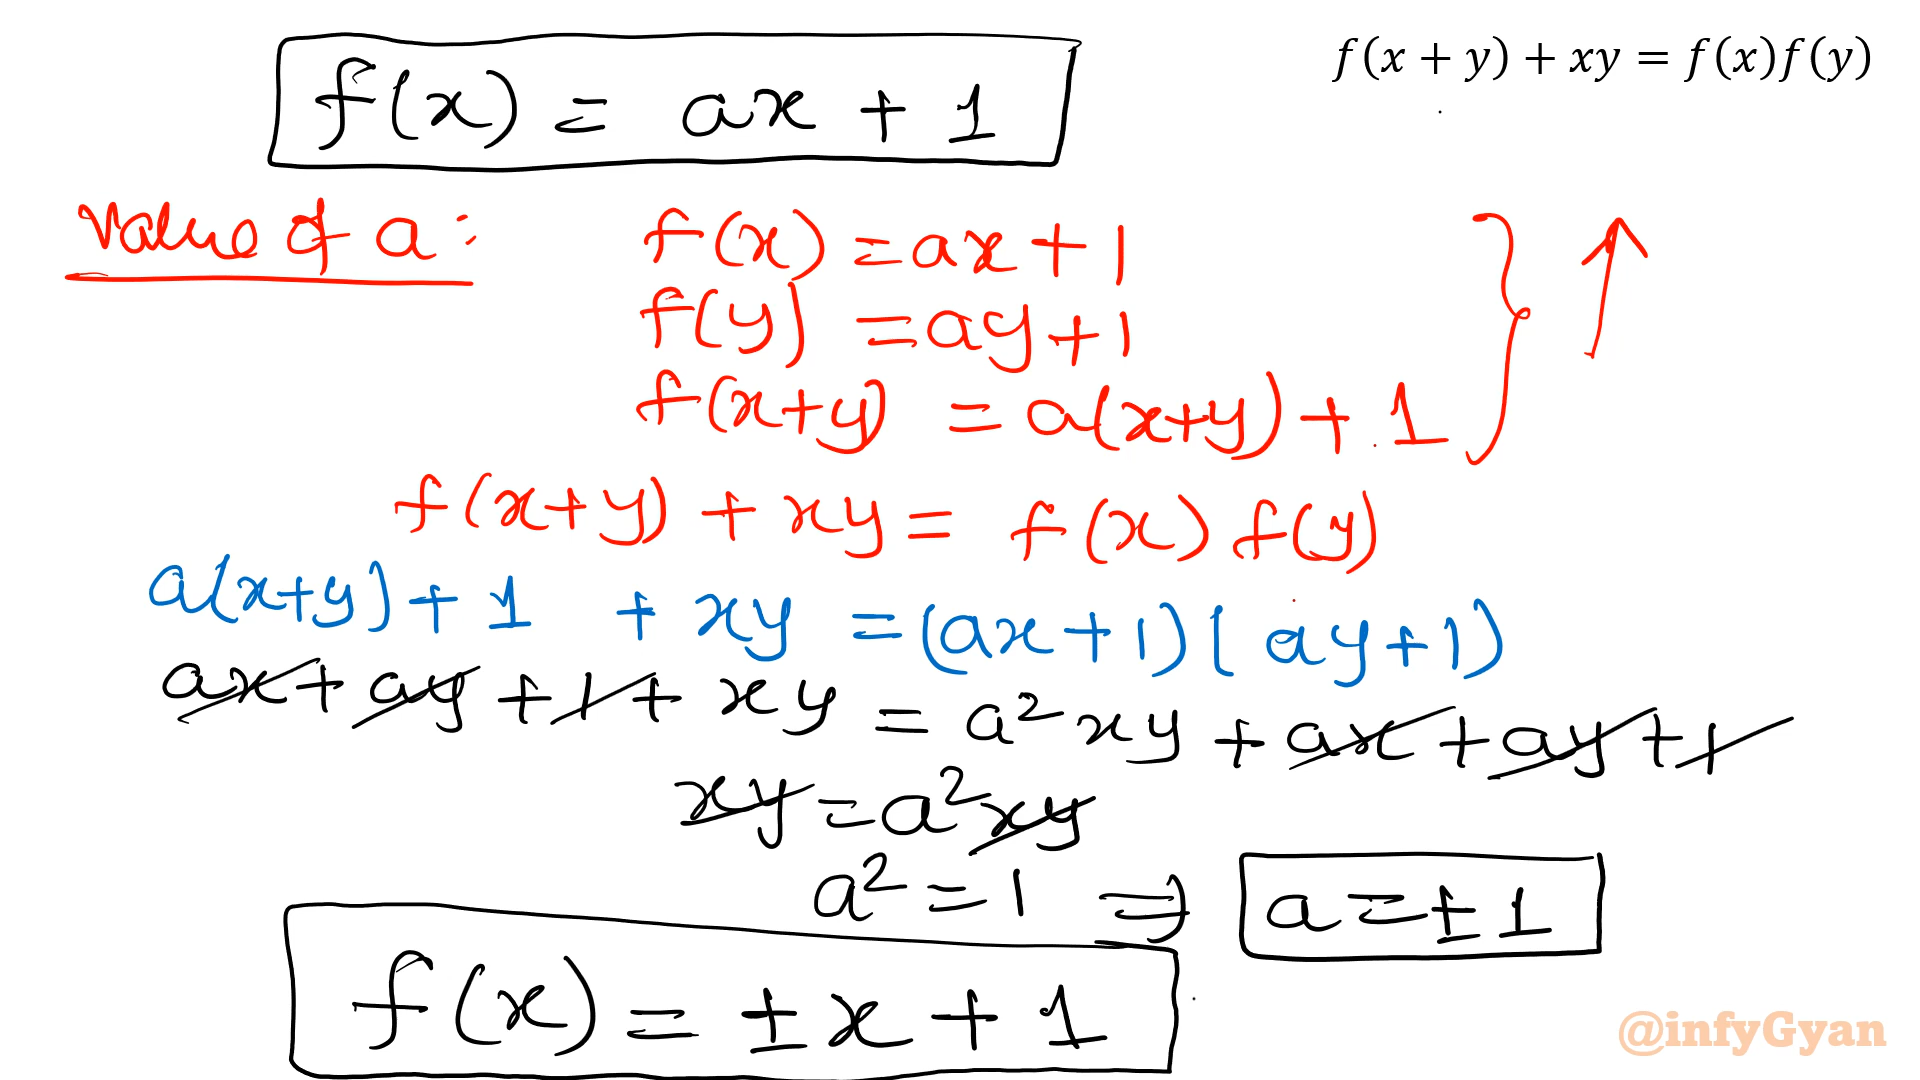 f(x) = ax + 1
f(x + y) + xy = f(x)f(y)
Value of a :
f(x) = ax + 1
f(y) = ay + 1
f(x+y) = a(x+y) + 1
f(x+y) + xy = f(x) f(y)
a(x+y) + 1 + xy = (ax + 1)(ay + 1)
ax + ay + 1 + xy = a²xy + ax + ay + 1
xy = a²xy
a² = 1 ⇒ a = ±1
f(x) = ±x + 1
@infyGyan